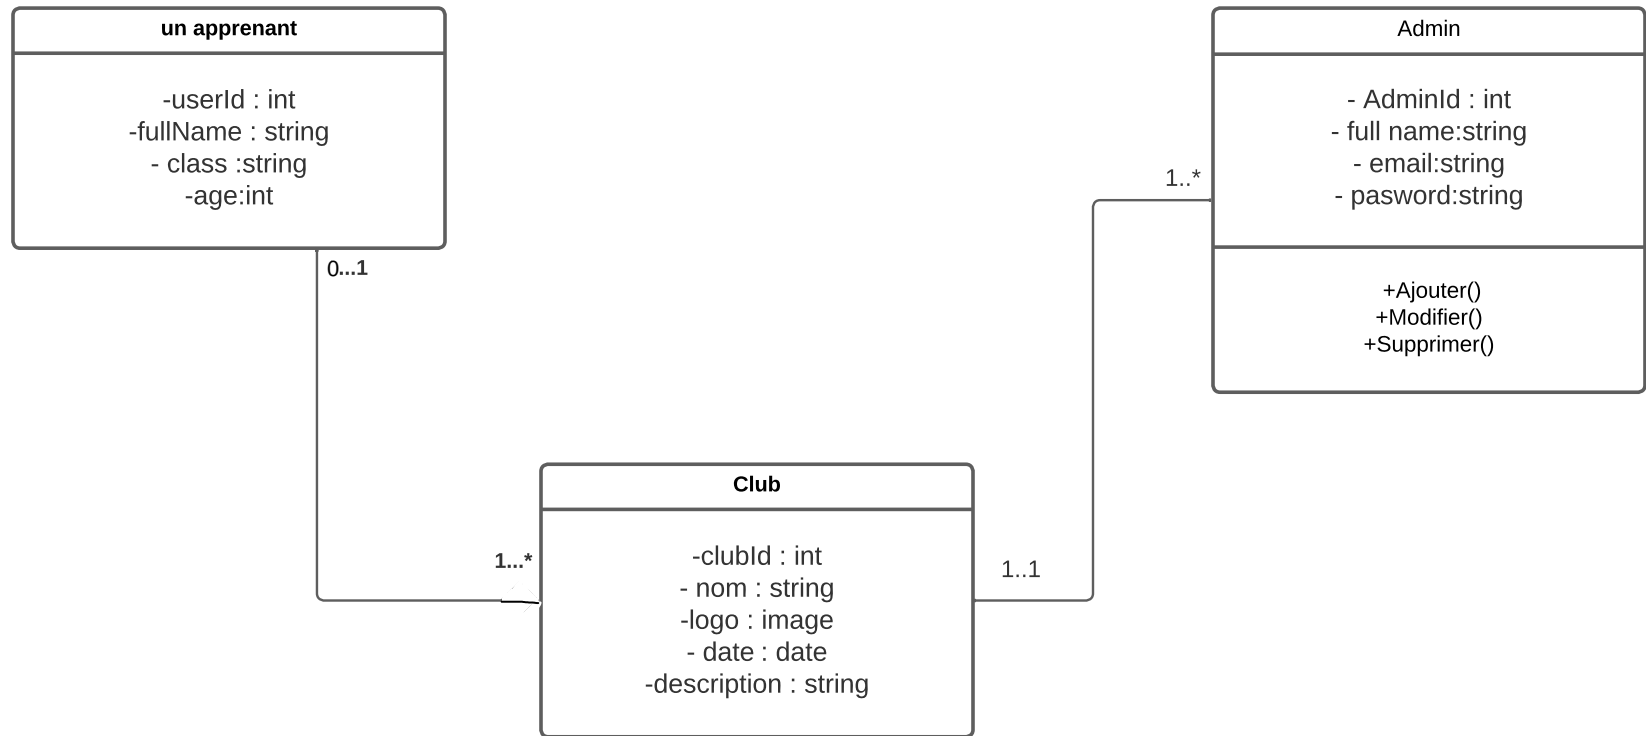 un apprenant
-userId : int
-fullName : string
- class :string
-age:int
0...1
Admin
- AdminId : int
- full name:string
- email:string
- pasword:string
+Ajouter()
+Modifier()
+Supprimer()
1..*
Club
-clubId : int
- nom : string
-logo : image
- date : date
-description : string
1...*
1..1